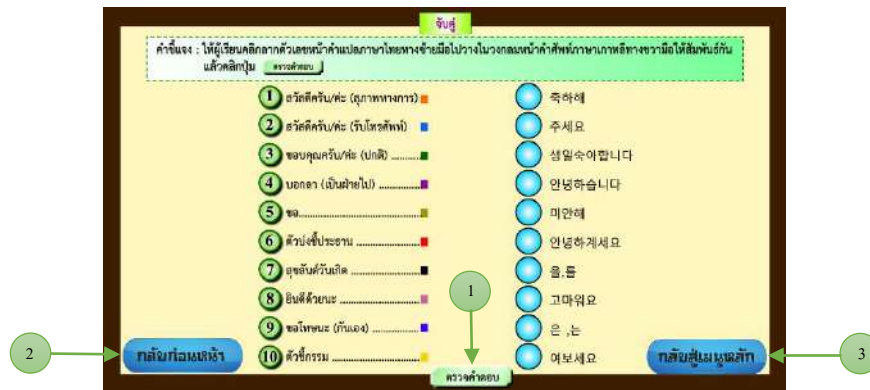 จับคู่
คำชี้แจง : ให้ผู้เรียนคลิกลากตัวเลขหน้าคำแปลภาษาไทยทางซ้ายมือไปวางในวงกลมหน้าคำศัพท์ภาษาเกาหลีทางขวามือให้สัมพันธ์กัน
แล้วคลิกปุ่ม ตรวจคำตอบ
1 สวัสดีครับ/ค่ะ (สุภาพทางการ) 축하해
2 สวัสดีครับ/ค่ะ (รับโทรศัพท์) 주세요
3 ขอบคุณครับ/ค่ะ (ปกติ) .......... 생일숙아합니다
4 บอกลา (เป็นฝ่ายไป) ............. 안녕하습니다
5 ขอ................................. 미안해
6 ตัวบ่งชี้ประธาน .................. 안녕하계세요
7 สุขสันต์วันเกิด ................... 을,를
8 ยินดีด้วยนะ ...................... 고마워요
9 ขอโทษนะ (กันเอง) .............. 은 ,는
10 ตัวชี้กรรม ........................ 여보세요
1
2 กลับก่อนหน้า
กลับสู่เมนูหลัก 3
ตรวจคำตอบ